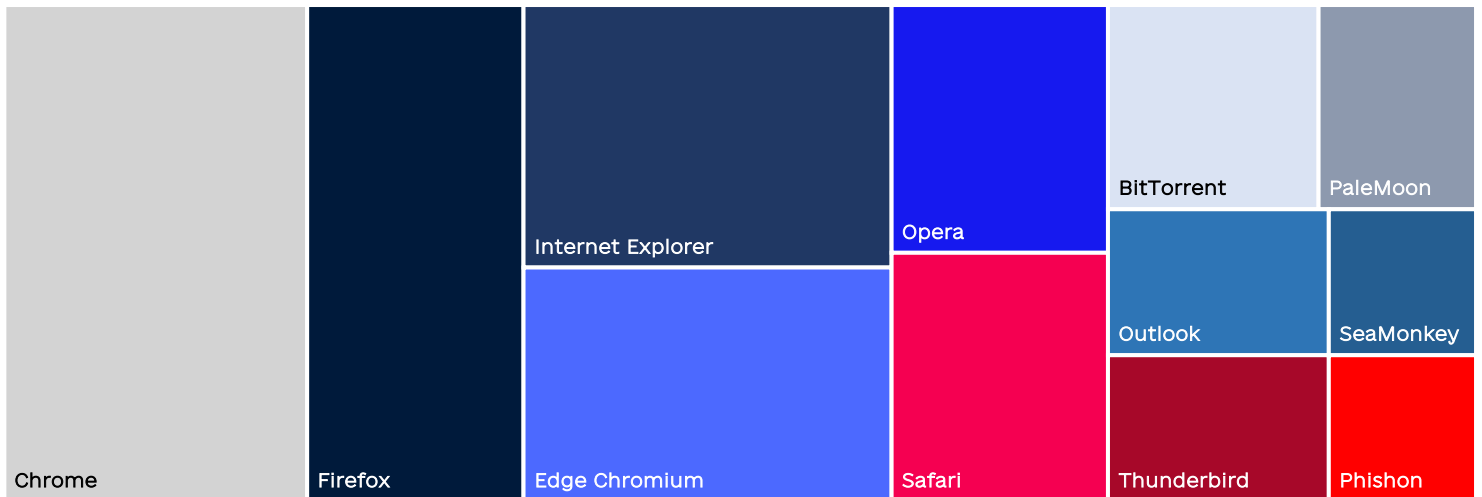 Chrome
Firefox
Internet Explorer
Edge Chromium
Opera
Safari
BitTorrent
PaleMoon
Outlook
SeaMonkey
Thunderbird
Phishon